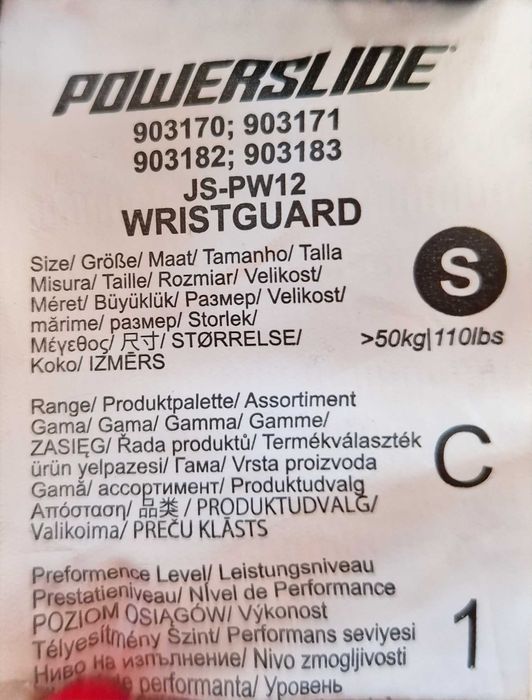 POWERSLIDE
903170; 903171
903182; 903183
JS-PW12
WRISTGUARD
Size/ Größe/ Maat/ Tamanho/ Talla
Misura/ Taille/ Rozmiar/ Velikost/
Méret/ Büyüklük/ Размер/ Velikost/
mărime/ размер/ Storlek/
Μέγεθος/ 尺寸/ STØRRELSE/
Koko/ IZMĒRS
S
>50kg|110lbs
Range/ Produktpalette/ Assortiment
Gama/ Gama/ Gamma/ Gamme/
ZASIĘG/ Řada produktů/ Termékválaszték
ürün yelpazesi/ Гама/ Vrsta proizvoda
Gamă/ ассортимент/ Produktudvalg
Απόσταση/ 品类 / PRODUKTUDVALG/
Valikoima/ PREČU KLĀSTS
C
Preformence Level/ Leistungsniveau
Prestatieniveau/ Nível de Performance
POZIOM OSIĄGÓW/ Výkonost
Télyesítmény Szint/ Performans seviyesi
Ниво на изпълнение/ Nivo zmogljivosti
de performanta/ Уровень
1